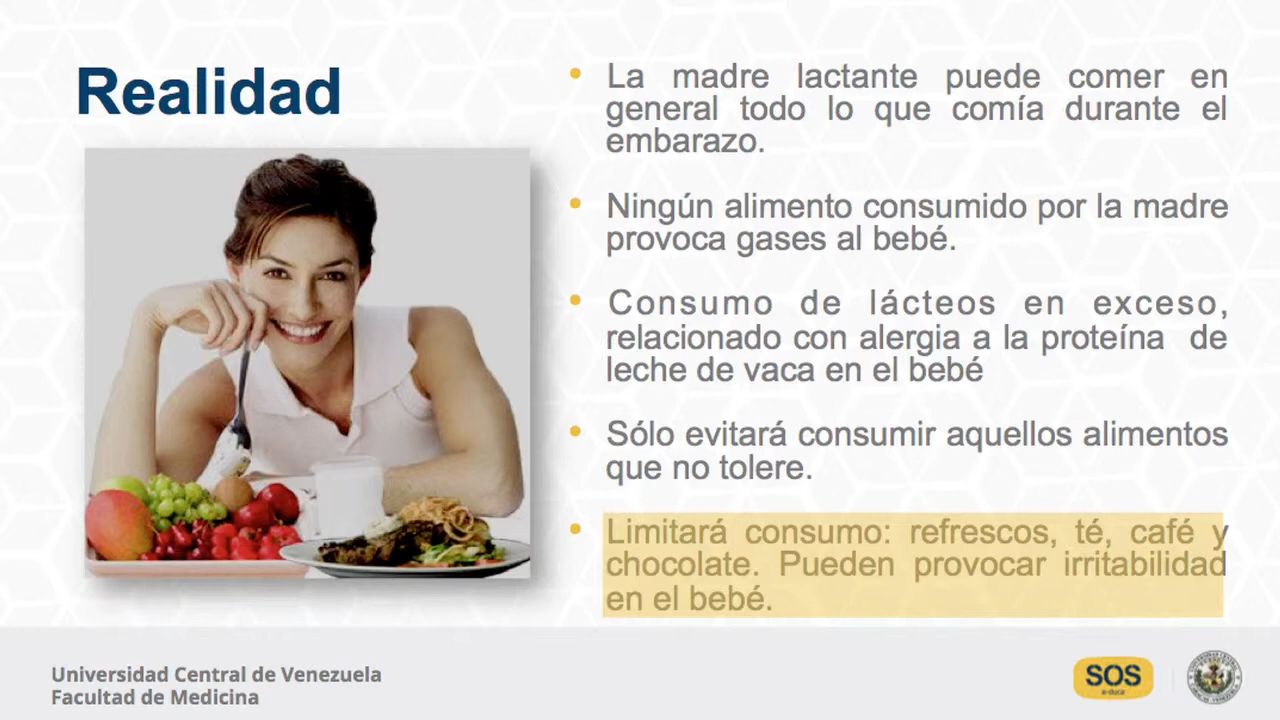 Realidad
La madre lactante puede comer en
general todo lo que comía durante el
embarazo.
Ningún alimento consumido por la madre
provoca gases al bebé.
Consumo de lácteos en exceso,
relacionado con alergia a la proteína de
leche de vaca en el bebé
Sólo evitará consumir aquellos alimentos
que no tolere.
Limitará consumo: refrescos, té, café y
chocolate. Pueden provocar irritabilidad
en el bebé.
Universidad Central de Venezuela
Facultad de Medicina
SOS
e-duca